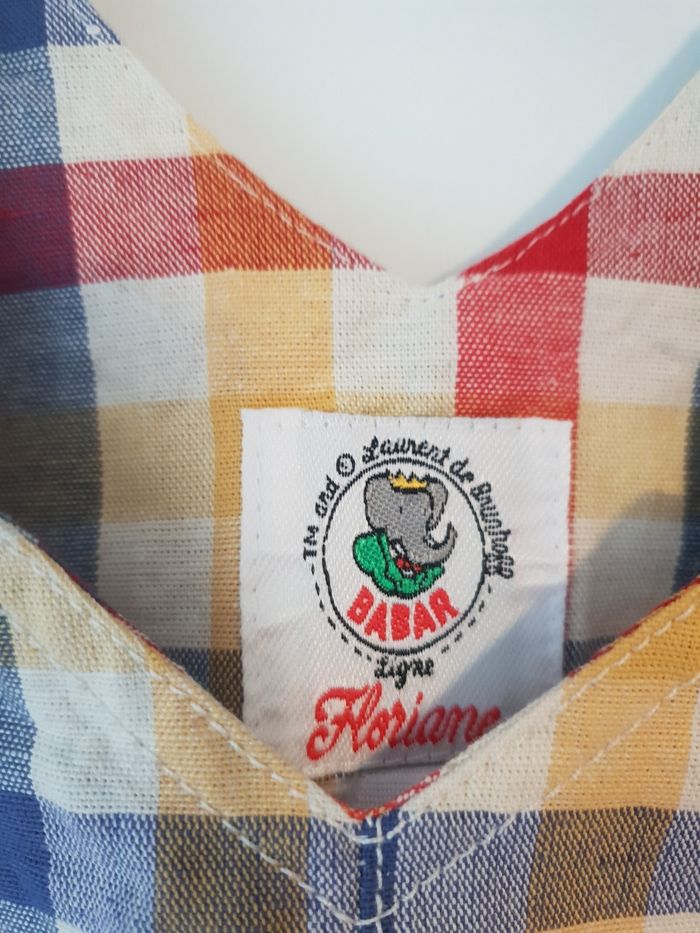 TM and © Laurent de Brunhoff
BABAR
Ligne
Floriane